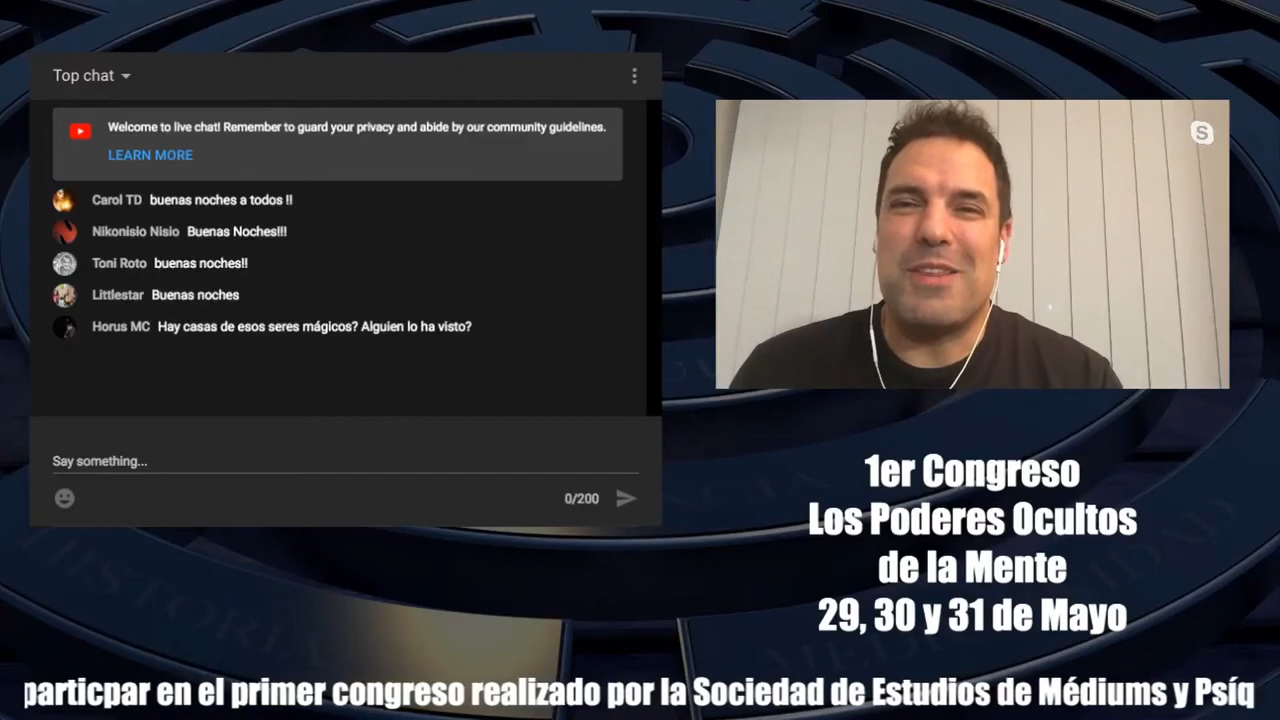 Top chat
Welcome to live chat! Remember to guard your privacy and abide by our community guidelines.
LEARN MORE
Carol TD buenas noches a todos !!
Nikonisio Nisio Buenas Noches!!!
Toni Roto buenas noches!!
Littlestar Buenas noches
Horus MC Hay casas de esos seres mágicos? Alguien lo ha visto?
Say something...
0/200
S
1er Congreso
Los Poderes Ocultos
de la Mente
29, 30 y 31 de Mayo
particpar en el primer congreso realizado por la Sociedad de Estudios de Médiums y Psíq